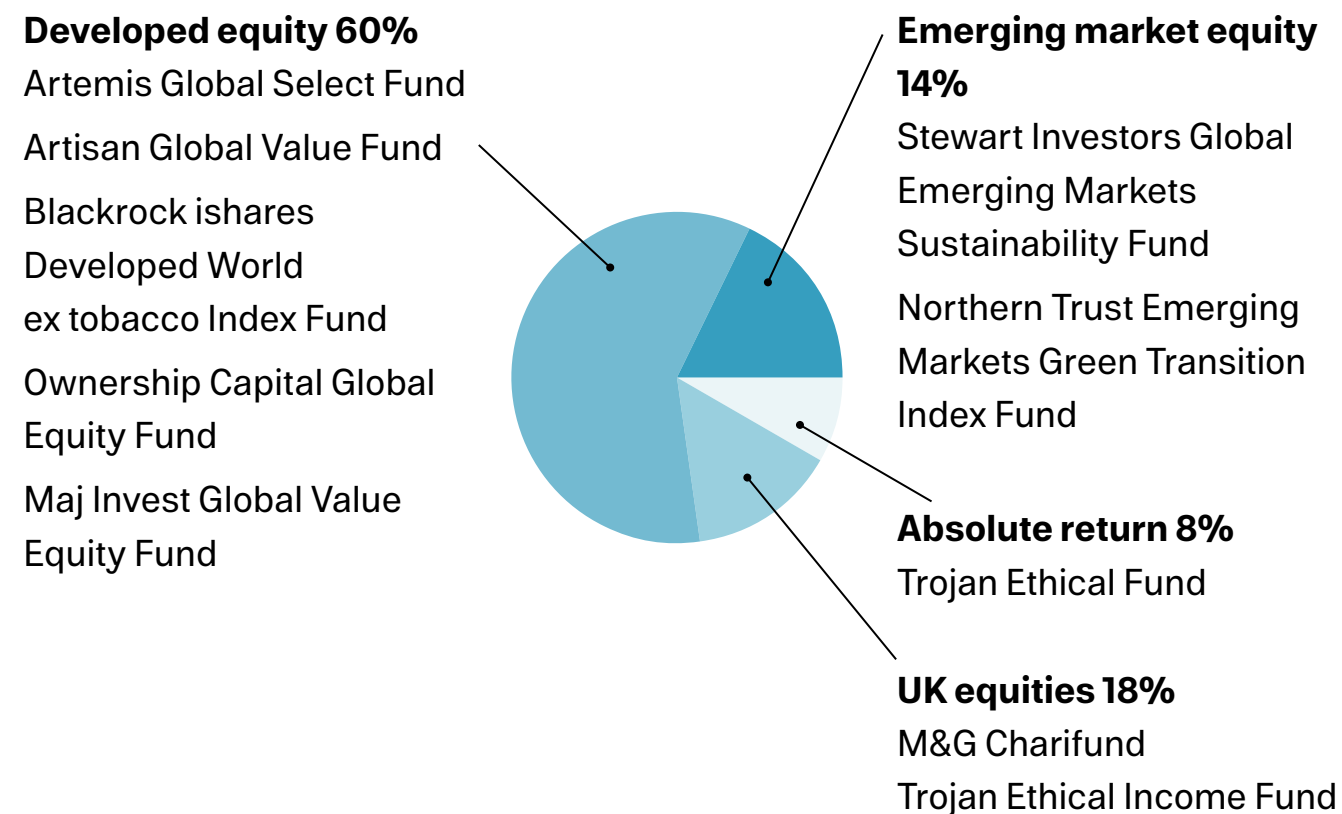 Developed equity 60%
Artemis Global Select Fund
Artisan Global Value Fund
Blackrock ishares
Developed World
ex tobacco Index Fund
Ownership Capital Global
Equity Fund
Maj Invest Global Value
Equity Fund
Emerging market equity
14%
Stewart Investors Global
Emerging Markets
Sustainability Fund
Northern Trust Emerging
Markets Green Transition
Index Fund
Absolute return 8%
Trojan Ethical Fund
UK equities 18%
M&G Charifund
Trojan Ethical Income Fund